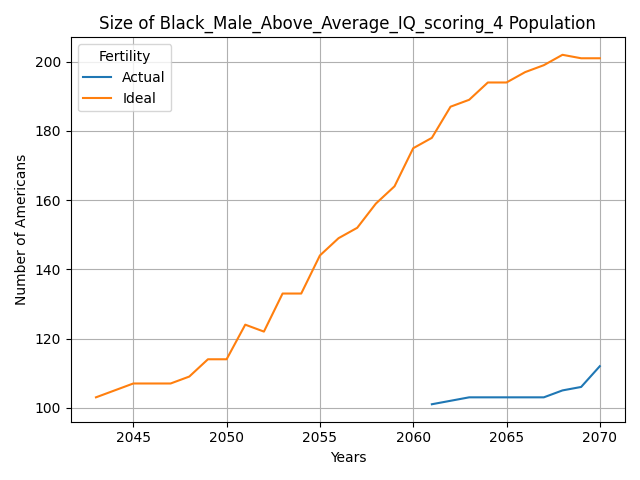 Size of Black_Male_Above_Average_IQ_scoring_4 Population
Fertility
Actual
Ideal
Number of Americans
200
180
160
140
120
100
2045 2050 2055 2060 2065 2070
Years